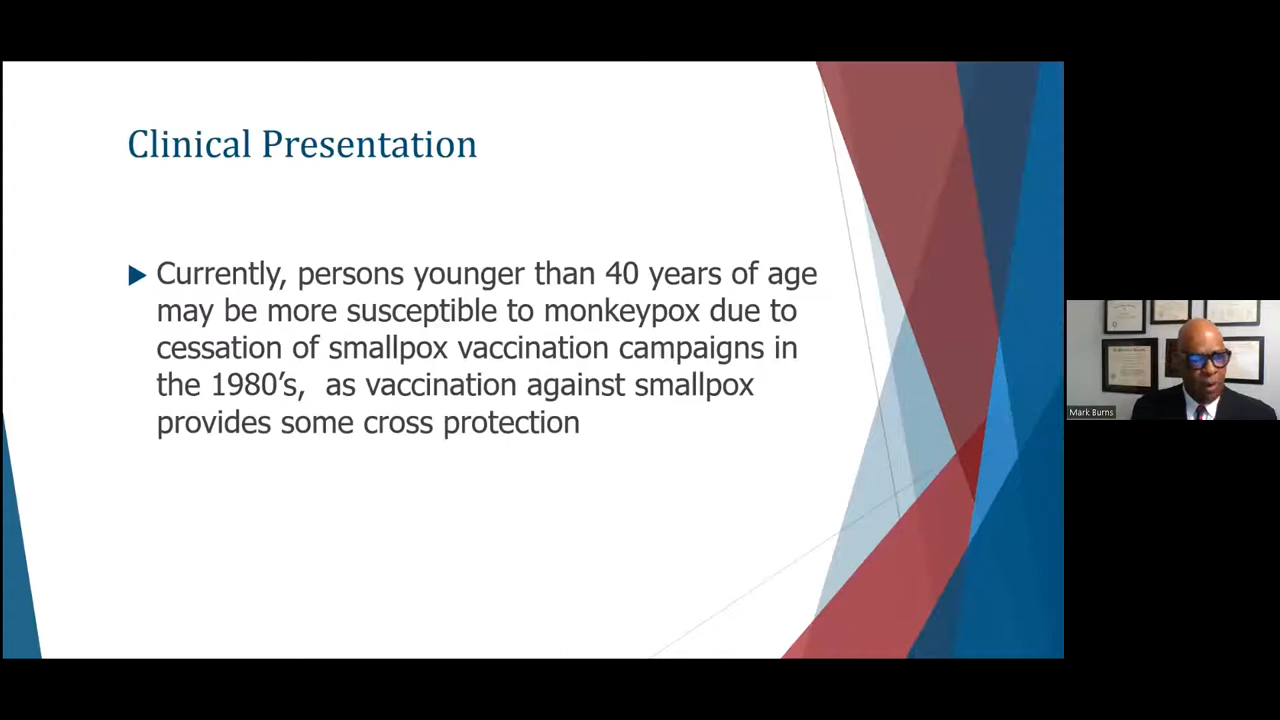 Clinical Presentation
Currently, persons younger than 40 years of age
may be more susceptible to monkeypox due to
cessation of smallpox vaccination campaigns in
the 1980’s,  as vaccination against smallpox
provides some cross protection
Mark Burns